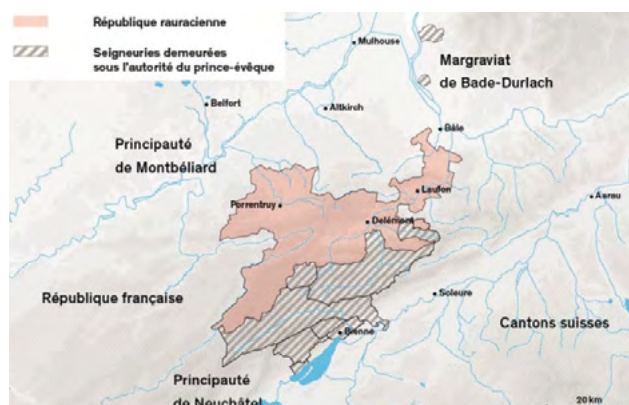 République rauracienne
Seigneuries demeurées
sous l'autorité du prince-évêque
Mulhouse
Margraviat
de Bade-Durlach
Belfort
Altkirch
Bâle
Principauté
de Montbéliard
Laufon
Porrentruy
Aarau
Delémont
République française
Soleure
Cantons suisses
Bienne
Principauté
de Neuchâtel
20 km